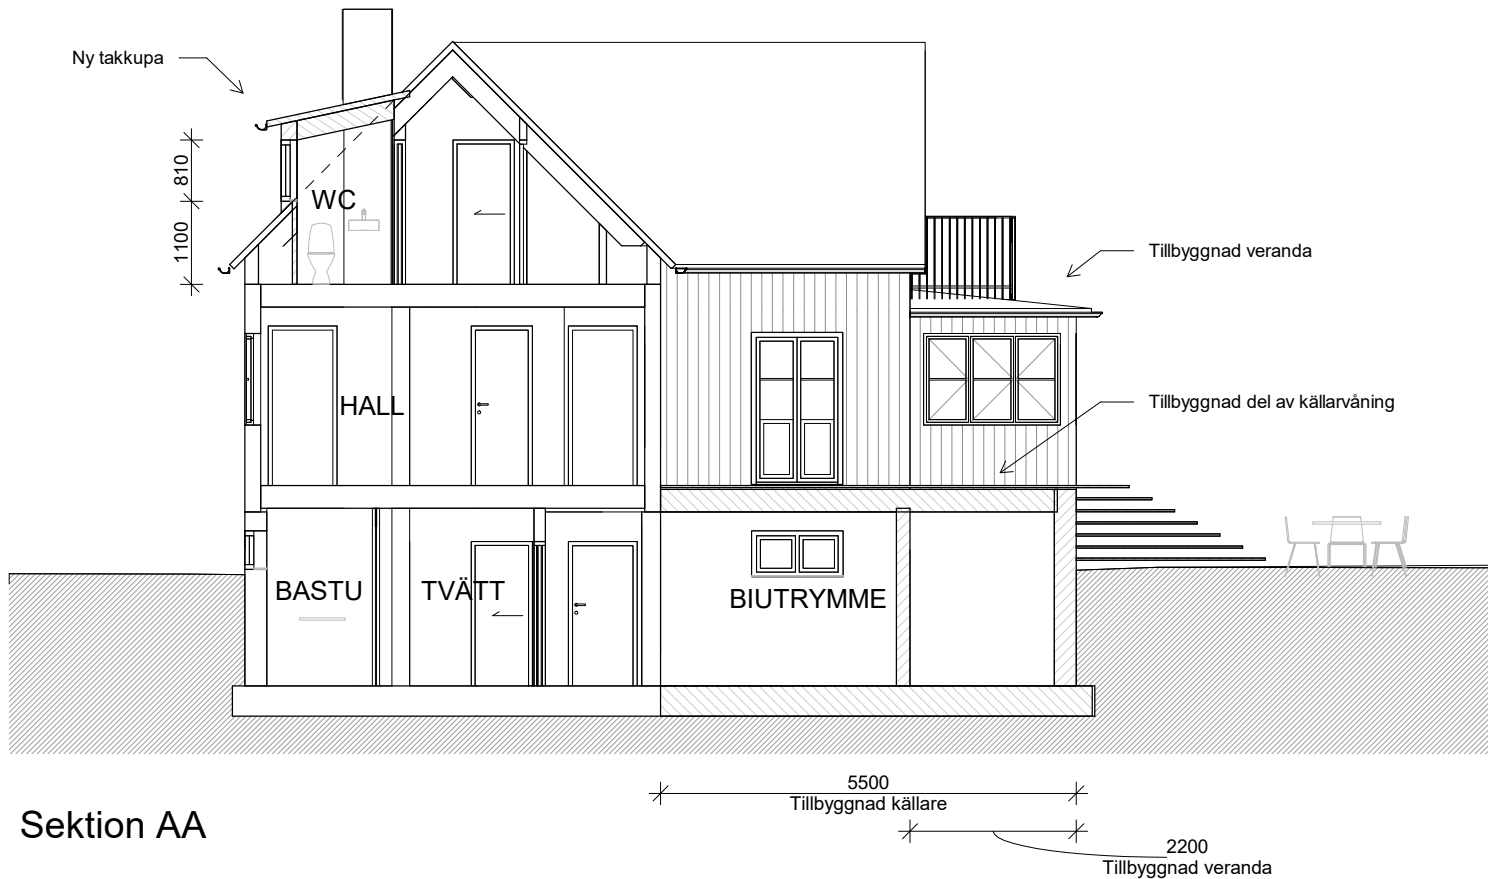 Ny takkupa
810
WC
1100
Tillbyggnad veranda
HALL
Tillbyggnad del av källarvåning
BASTU
TVÄTT
BIUTRYMME
5500
Tillbyggnad källare
Sektion AA
2200
Tillbyggnad veranda